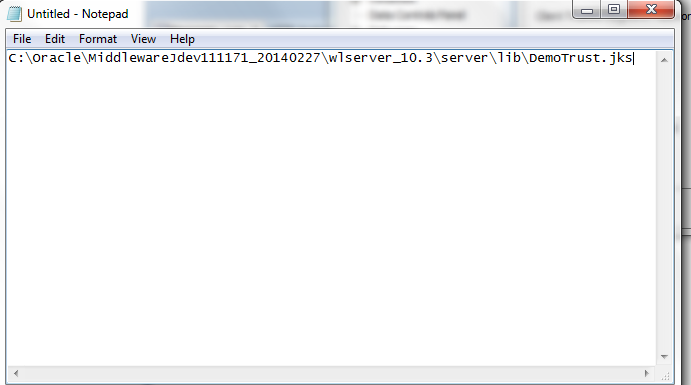 Untitled - Notepad
File Edit Format View Help
C:\Oracle\MiddlewareJdev111171_20140227\wlserver_10.3\server\lib\DemoTrust.jks